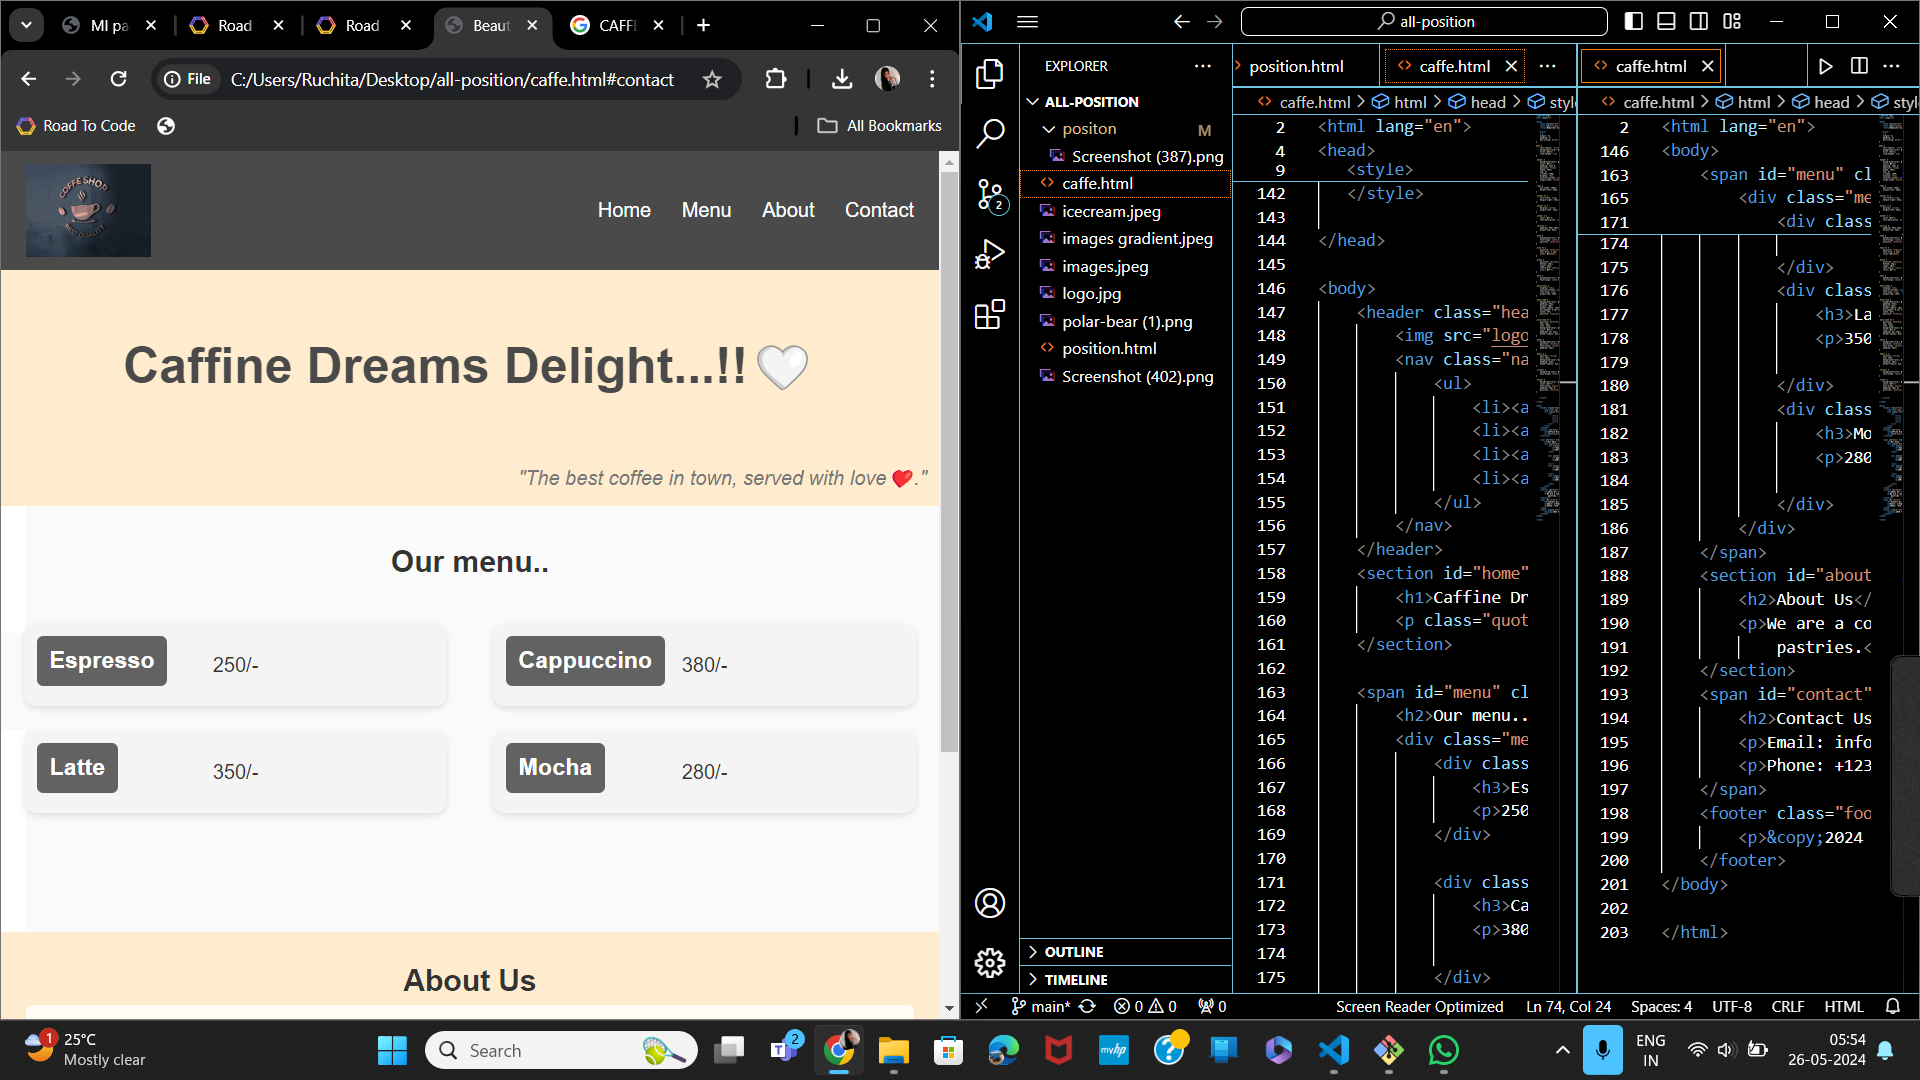 MI pa
Road
Road
Beaut
CAFFE
File
C:/Users/Ruchita/Desktop/all-position/caffe.html#contact
Road To Code
All Bookmarks
COFFE SHOP
BEST QUALITY
Home
Menu
About
Contact
Caffine Dreams Delight...!! 🤍
"The best coffee in town, served with love ❤️."
Our menu..
Espresso
250/-
Cappuccino
380/-
Latte
350/-
Mocha
280/-
About Us
all-position
EXPLORER
ALL-POSITION
positon
M
Screenshot (387).png
caffe.html
icecream.jpeg
images gradient.jpeg
images.jpeg
logo.jpg
polar-bear (1).png
position.html
Screenshot (402).png
2
OUTLINE
TIMELINE
position.html
caffe.html
caffe.html > html > head > style
2 <html lang="en">
4 <head>
9 <style>
142 </style>
143
144 </head>
145
146 <body>
147 <header class="hea
148 <img src="logo
149 <nav class="na
150 <ul>
151 <li><a
152 <li><a
153 <li><a
154 <li><a
155 </ul>
156 </nav>
157 </header>
158 <section id="home"
159 <h1>Caffine Dr
160 <p class="quot
161 </section>
162
163 <span id="menu" cl
164 <h2>Our menu..
165 <div class="me
166 <div class
167 <h3>Es
168 <p>250
169 </div>
170
171 <div class
172 <h3>Ca
173 <p>380
174
175 </div>
caffe.html
caffe.html > html > head > styl
2 <html lang="en">
146 <body>
163 <span id="menu" cl
165 <div class="me
171 <div class
174
175 </div>
176 <div class
177 <h3>La
178 <p>350
179
180 </div>
181 <div class
182 <h3>Mo
183 <p>280
184
185 </div>
186 </div>
187 </span>
188 <section id="about
189 <h2>About Us</
190 <p>We are a co
191 pastries.<
192 </section>
193 <span id="contact"
194 <h2>Contact Us
195 <p>Email: info
196 <p>Phone: +123
197 </span>
198 <footer class="foo
199 <p>&copy;2024
200 </footer>
201 </body>
202
203 </html>
main*
0
0
0
Screen Reader Optimized
Ln 74, Col 24
Spaces: 4
UTF-8
CRLF
HTML
1
25°C
Mostly clear
Search
2
myhp
ENG
IN
05:54
26-05-2024